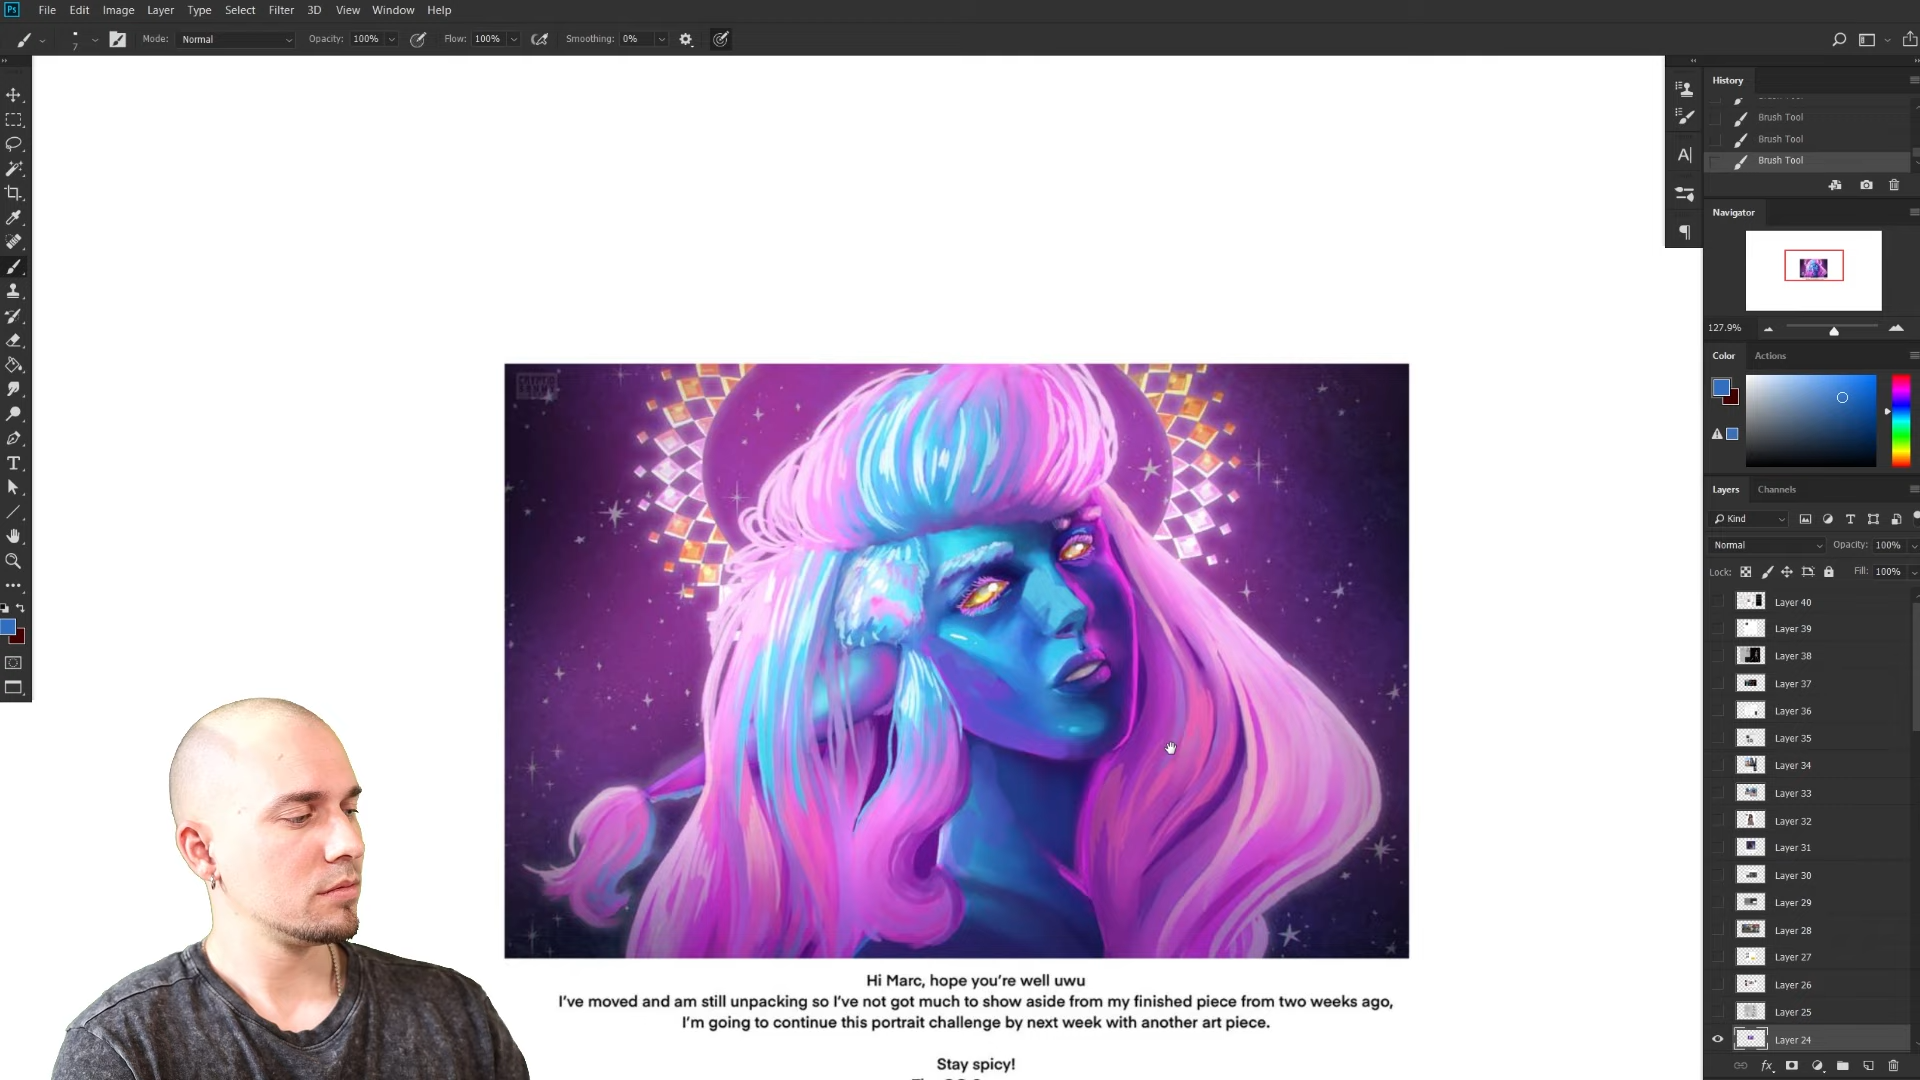 Ps File Edit Image Layer Type Select Filter 3D View Window Help
7 Mode: Normal Opacity: 100% Flow: 100% Smoothing: 0%
History
Brush Tool
Brush Tool
Brush Tool
Navigator
127.9%
Color Actions
Layers Channels
Kind
Normal Opacity: 100%
Lock: Fill: 100%
Layer 40
Layer 39
Layer 38
Layer 37
Layer 36
Layer 35
Layer 34
Layer 33
Layer 32
Layer 31
Layer 30
Layer 29
Layer 28
Layer 27
Layer 26
Layer 25
Layer 24
fx
Hi Marc, hope you're well uwu
I've moved and am still unpacking so I've not got much to show aside from my finished piece from two weeks ago,
I'm going to continue this portrait challenge by next week with another art piece.
Stay spicy!